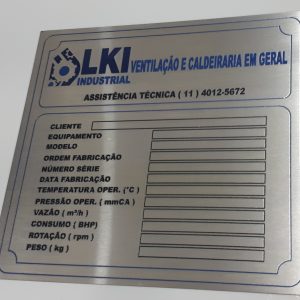 LKI VENTILAÇÃO E CALDEIRARIA EM GERAL
INDUSTRIAL
ASSISTÊNCIA TÉCNICA ( 11 ) 4012-5672
CLIENTE
EQUIPAMENTO
MODELO
ORDEM FABRICAÇÃO
NÚMERO SÉRIE
DATA FABRICAÇÃO
TEMPERATURA OPER. (°C )
PRESSÃO OPER. ( mmCA )
VAZÃO ( m³/h )
CONSUMO ( BHP)
ROTAÇÃO ( rpm )
PESO ( kg )